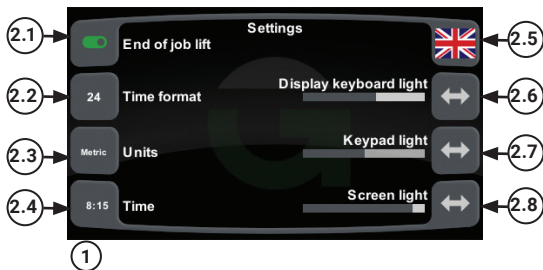 2.1
Settings
2.5
End of job lift
2.2
24
Time format
Display keyboard light
2.6
2.3
Metric
Units
Keypad light
2.7
2.4
8:15
Time
Screen light
2.8
1